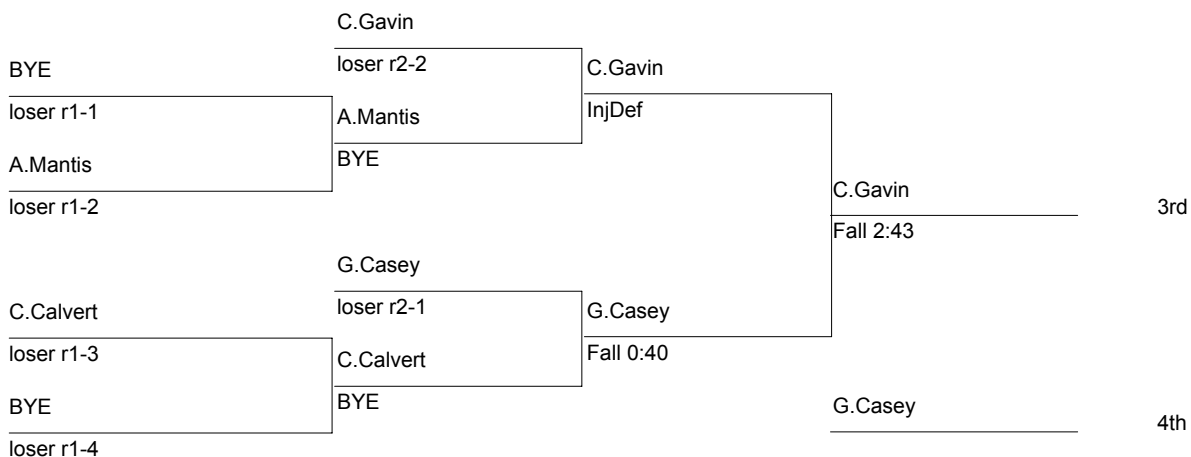 C.Gavin
BYE
loser r2-2
C.Gavin
loser r1-1
A.Mantis
InjDef
A.Mantis
BYE
C.Gavin
loser r1-2
3rd
Fall 2:43
G.Casey
C.Calvert
loser r2-1
G.Casey
loser r1-3
C.Calvert
Fall 0:40
BYE
BYE
G.Casey
4th
loser r1-4